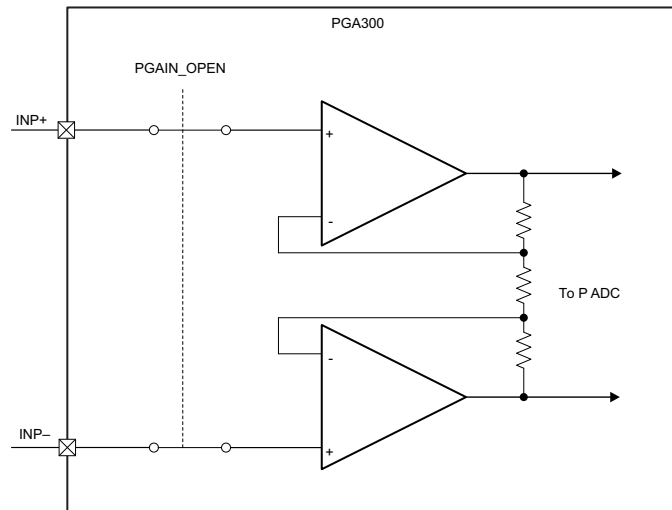 PGA300
PGAIN_OPEN
INP+
+
-
To P ADC
-
INP–
+